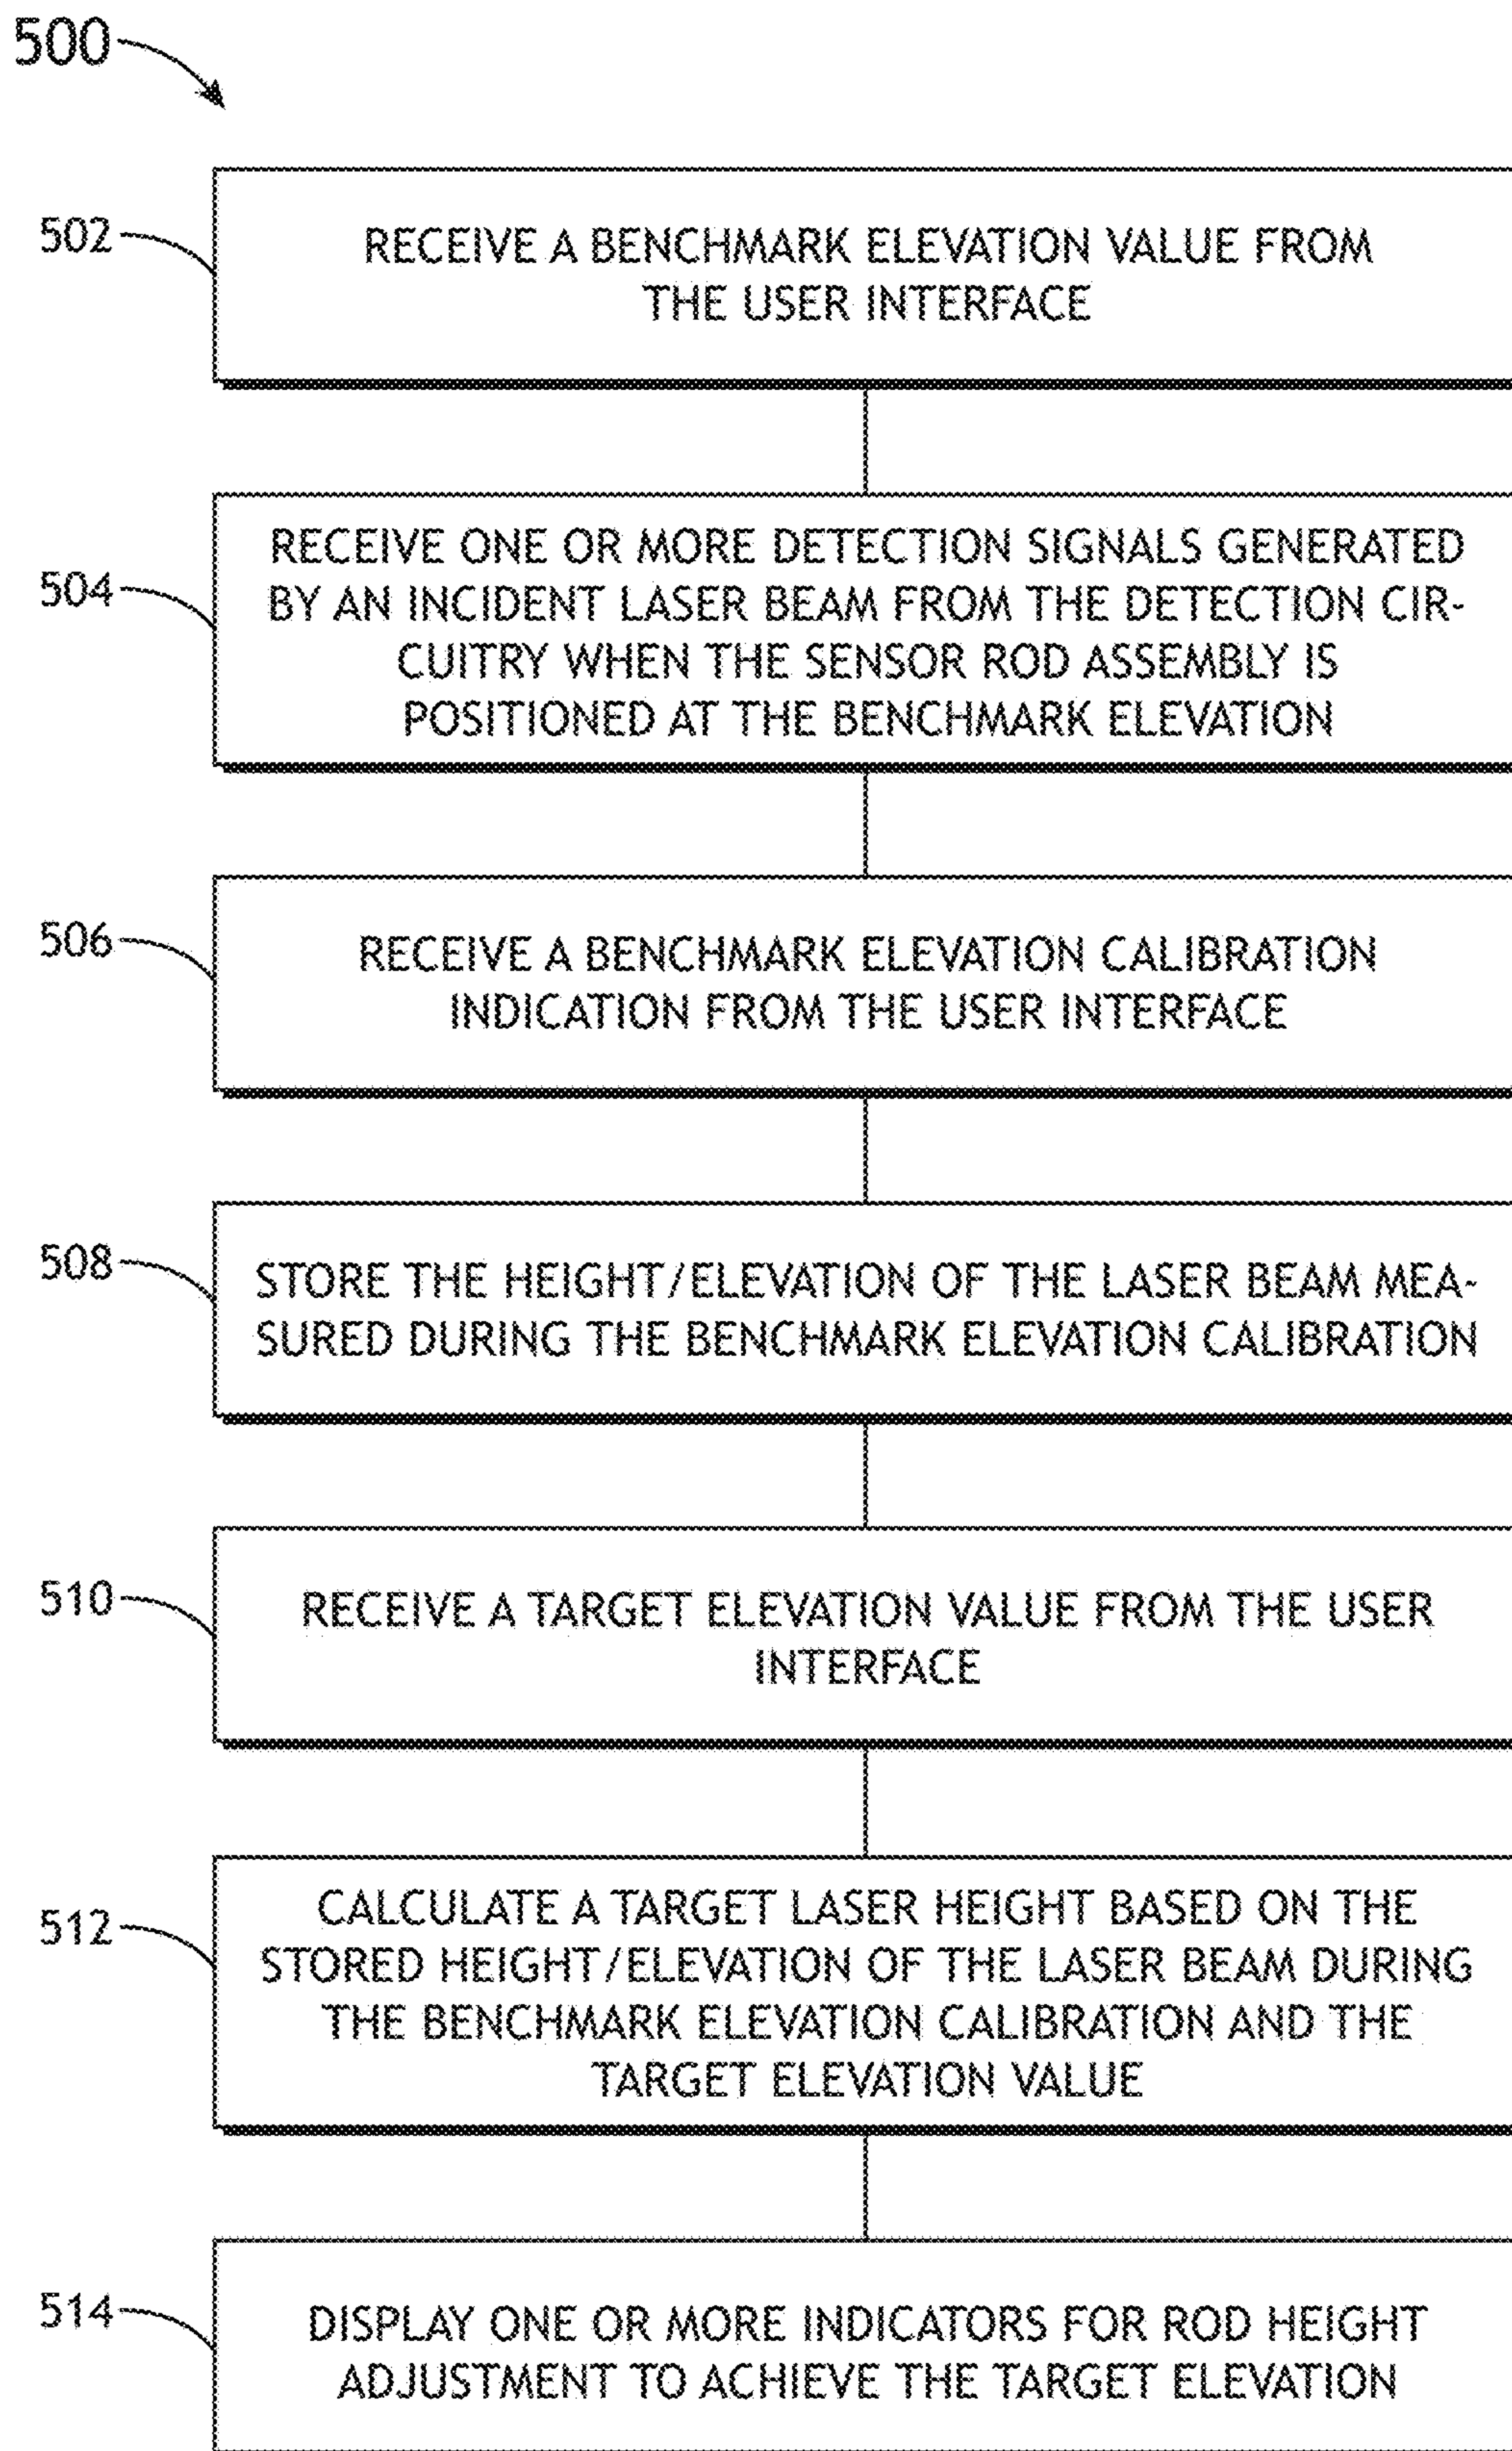 500
502
RECEIVE A BENCHMARK ELEVATION VALUE FROM
THE USER INTERFACE
504
RECEIVE ONE OR MORE DETECTION SIGNALS GENERATED
BY AN INCIDENT LASER BEAM FROM THE DETECTION CIR-
CUITRY WHEN THE SENSOR ROD ASSEMBLY IS
POSITIONED AT THE BENCHMARK ELEVATION
506
RECEIVE A BENCHMARK ELEVATION CALIBRATION
INDICATION FROM THE USER INTERFACE
508
STORE THE HEIGHT/ELEVATION OF THE LASER BEAM MEA-
SURED DURING THE BENCHMARK ELEVATION CALIBRATION
510
RECEIVE A TARGET ELEVATION VALUE FROM THE USER
INTERFACE
512
CALCULATE A TARGET LASER HEIGHT BASED ON THE
STORED HEIGHT/ELEVATION OF THE LASER BEAM DURING
THE BENCHMARK ELEVATION CALIBRATION AND THE
TARGET ELEVATION VALUE
514
DISPLAY ONE OR MORE INDICATORS FOR ROD HEIGHT
ADJUSTMENT TO ACHIEVE THE TARGET ELEVATION